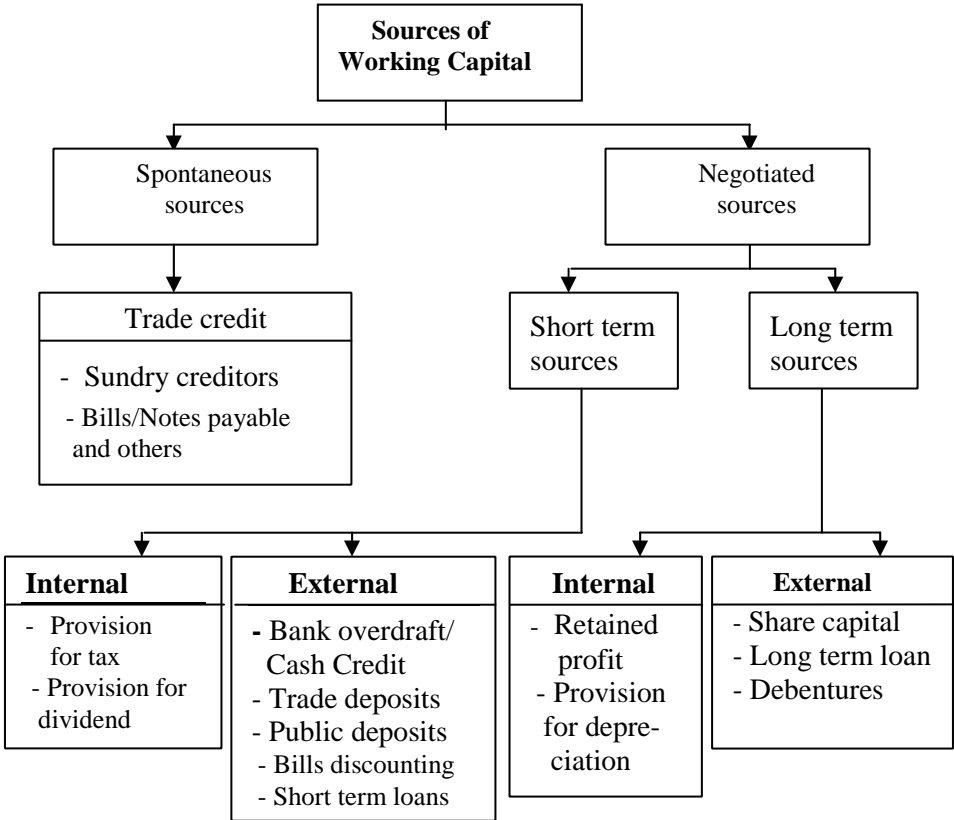 Sources of
Working Capital
Spontaneous
sources
Negotiated
sources
Trade credit
- Sundry creditors
- Bills/Notes payable
and others
Short term
sources
Long term
sources
Internal
- Provision
for tax
- Provision for
dividend
External
- Bank overdraft/
Cash Credit
- Trade deposits
- Public deposits
- Bills discounting
- Short term loans
Internal
- Retained
profit
- Provision
for depre-
ciation
External
- Share capital
- Long term loan
- Debentures